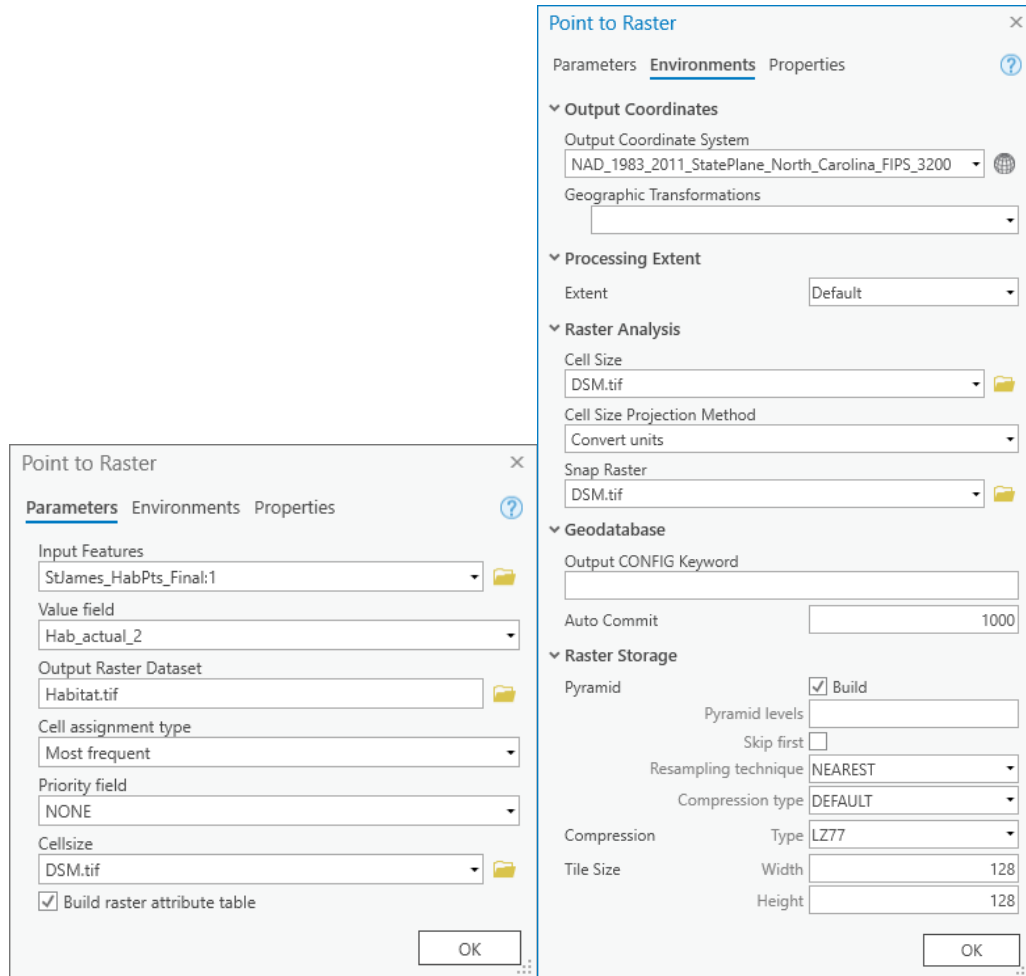 Point to Raster
Parameters Environments Properties
Input Features
StJames_HabPts_Final:1
Value field
Hab_actual_2
Output Raster Dataset
Habitat.tif
Cell assignment type
Most frequent
Priority field
NONE
Cellsize
DSM.tif
Build raster attribute table
OK
Point to Raster
Parameters Environments Properties
Output Coordinates
Output Coordinate System
NAD_1983_2011_StatePlane_North_Carolina_FIPS_3200
Geographic Transformations
Processing Extent
Extent Default
Raster Analysis
Cell Size
DSM.tif
Cell Size Projection Method
Convert units
Snap Raster
DSM.tif
Geodatabase
Output CONFIG Keyword
Auto Commit 1000
Raster Storage
Pyramid Build
Pyramid levels
Skip first
Resampling technique NEAREST
Compression type DEFAULT
Compression Type LZ77
Tile Size Width 128
Height 128
OK